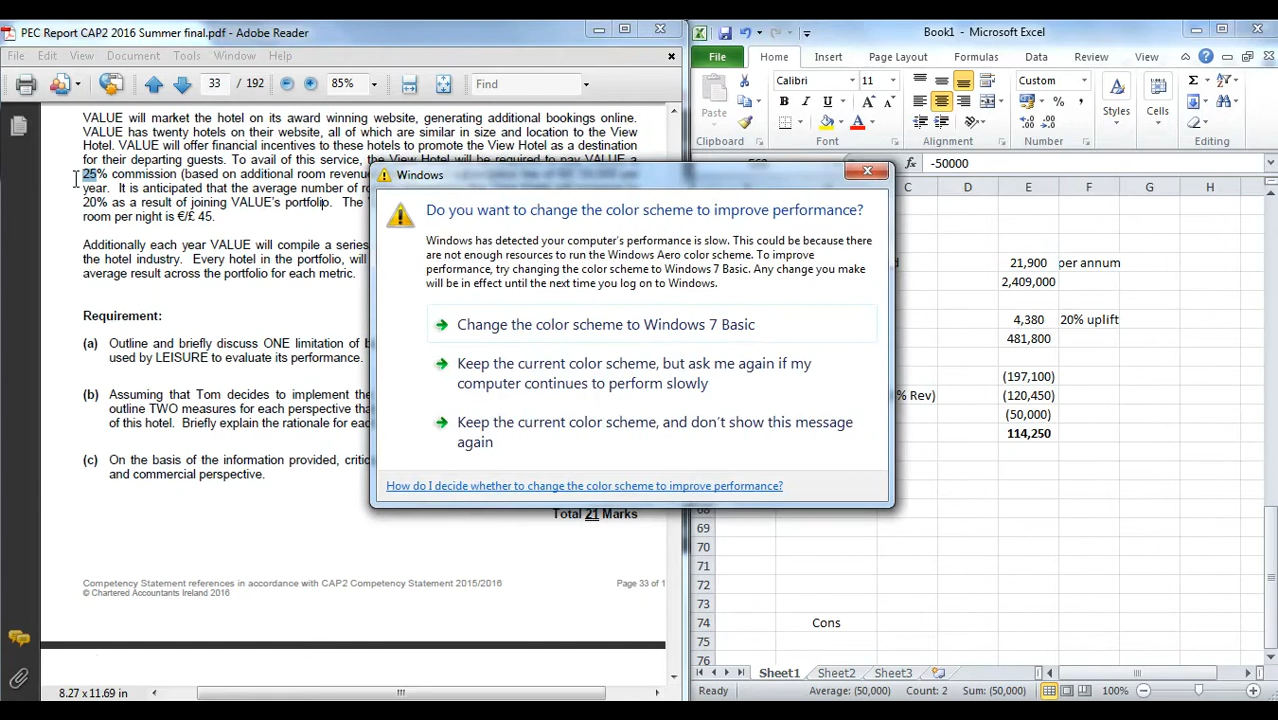 PEC Report CAP2 2016 Summer final.pdf - Adobe Reader
File Edit View Document Tools Window Help
33 / 192 85% Find
VALUE will market the hotel on its award winning website, generating additional bookings online.
VALUE has twenty hotels on their website, all of which are similar in size and location to the View
Hotel. VALUE will offer financial incentives to these hotels to promote the View Hotel as a destination
for their departing guests. To avail of this service, the View Hotel will be required to pay VALUE a
25% commission (based on additional room revenue
year. It is anticipated that the average number of
20% as a result of joining VALUE's portfolio. The
room per night is €/£ 45.
Additionally each year VALUE will compile a series
the hotel industry. Every hotel in the portfolio, will
average result across the portfolio for each metric.
Requirement:
(a) Outline and briefly discuss ONE limitation of
used by LEISURE to evaluate its performance.
(b) Assuming that Tom decides to implement the
outline TWO measures for each perspective
of this hotel. Briefly explain the rationale for
(c) On the basis of the information provided,
and commercial perspective.
Total 21 Marks
Competency Statement references in accordance with CAP2 Competency Statement 2015/2016 Page 33 of 1
© Chartered Accountants Ireland 2016
8.27 x 11.69 in
Windows
Do you want to change the color scheme to improve performance?
Windows has detected your computer's performance is slow. This could be because there
are not enough resources to run the Windows Aero color scheme. To improve
performance, try changing the color scheme to Windows 7 Basic. Any change you make
will be in effect until the next time you log on to Windows.
Change the color scheme to Windows 7 Basic
Keep the current color scheme, but ask me again if my
computer continues to perform slowly
Keep the current color scheme, and don't show this message
again
How do I decide whether to change the color scheme to improve performance?
Book1 - Microsoft Excel
File Home Insert Page Layout Formulas Data Review View
Paste
Calibri 11
Custom
Styles
Cells
Clipboard Font Alignment Number Editing
-50000
C D E F G H
21,900 per annum
2,409,000
4,380 20% uplift
481,800
(197,100)
% Rev) (120,450)
(50,000)
114,250
68
69
70
71
72
73
74 Cons
75
76
Sheet1 Sheet2 Sheet3
Ready Average: (50,000) Count: 2 Sum: (50,000) 100%